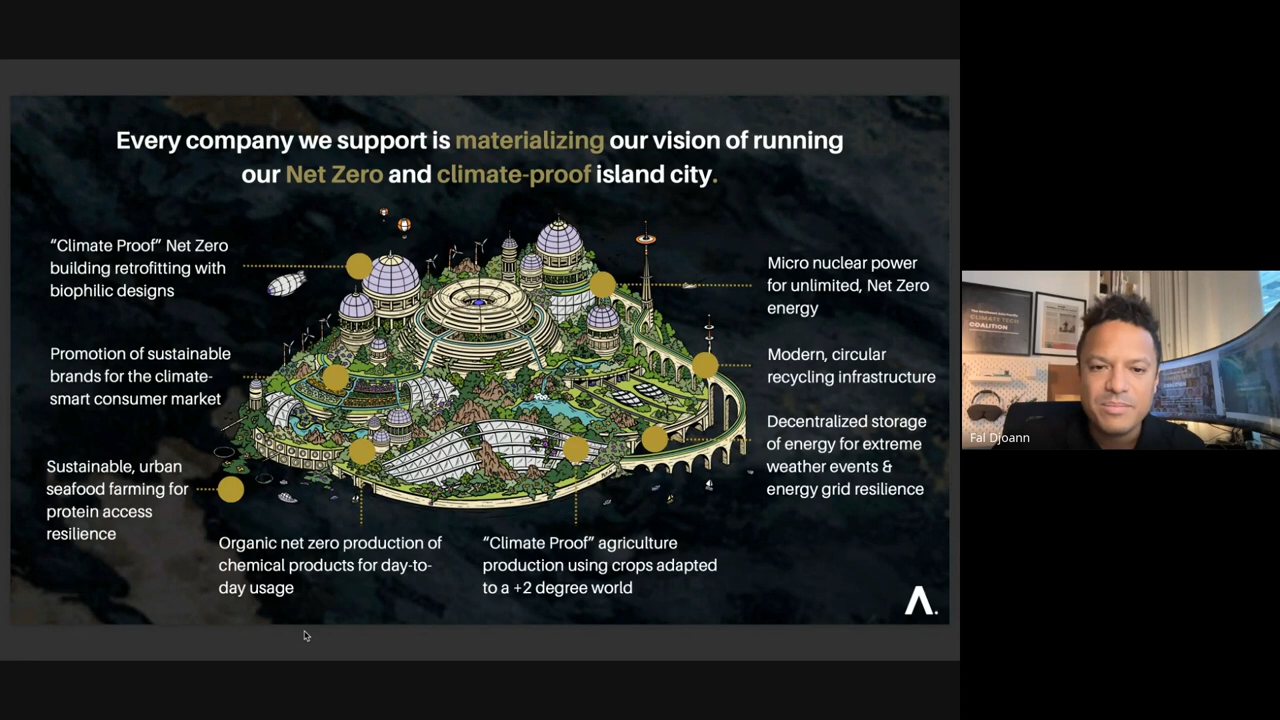 Every company we support is materializing our vision of running
our Net Zero and climate-proof island city.
“Climate Proof” Net Zero
building retrofitting with
biophilic designs
Promotion of sustainable
brands for the climate-
smart consumer market
Sustainable, urban
seafood farming for
protein access
resilience
Organic net zero production of
chemical products for day-to-
day usage
“Climate Proof” agriculture
production using crops adapted
to a +2 degree world
Micro nuclear power
for unlimited, Net Zero
energy
Modern, circular
recycling infrastructure
Decentralized storage
of energy for extreme
weather events &
energy grid resilience
CLIMATE TECH
COALITION
Fal Djoann